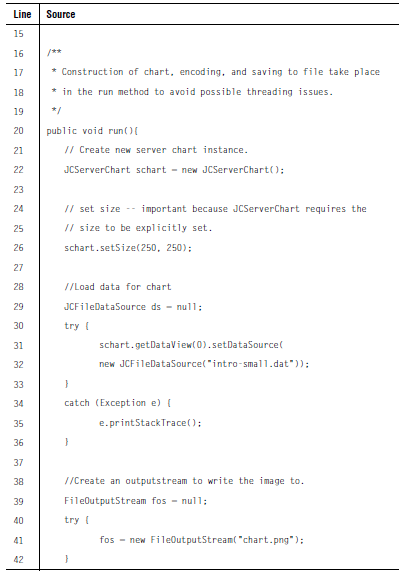 Line Source
15
16 /**
17  * Construction of chart, encoding, and saving to file take place
18  * in the run method to avoid possible threading issues.
19  */
20 public void run(){
21 // Create new server chart instance.
22 JCServerChart schart = new JCServerChart();
23
24 // set size -- important because JCServerChart requires the
25 // size to be explicitly set.
26 schart.setSize(250, 250);
27
28 //Load data for chart
29 JCFileDataSource ds = null;
30 try {
31 schart.getDataView(0).setDataSource(
32 new JCFileDataSource("intro-small.dat"));
33 }
34 catch (Exception e) {
35 e.printStackTrace();
36 }
37
38 //Create an outputstream to write the image to.
39 FileOutputStream fos = null;
40 try {
41 fos = new FileOutputStream("chart.png");
42 }